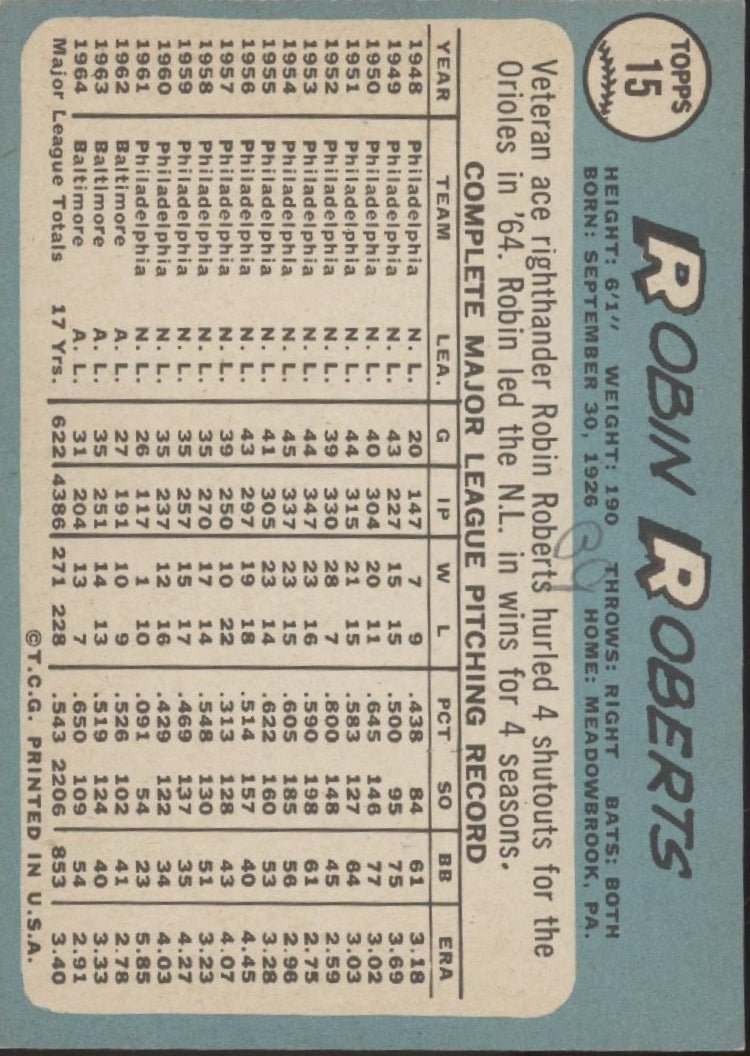 TOPPS
15
ROBIN ROBERTS
HEIGHT: 6'1" WEIGHT: 190 THROWS: RIGHT BATS: BOTH
BORN: SEPTEMBER 30, 1926 HOME: MEADOWBROOK, PA.
Veteran ace righthander Robin Roberts hurled 4 shutouts for the
Orioles in '64. Robin led the N.L. in wins for 4 seasons.
COMPLETE MAJOR LEAGUE PITCHING RECORD
YEAR TEAM LEA. G IP W L PCT SO BB ERA
1948 Philadelphia N. L. 20 147 7 9 .438 84 61 3.18
1949 Philadelphia N. L. 43 227 15 15 .500 95 75 3.69
1950 Philadelphia N. L. 40 304 20 11 .645 146 77 3.02
1951 Philadelphia N. L. 44 315 21 15 .583 127 64 3.03
1952 Philadelphia N. L. 39 330 28 7 .800 148 45 2.59
1953 Philadelphia N. L. 44 347 23 16 .590 198 61 2.75
1954 Philadelphia N. L. 45 337 23 15 .605 185 56 2.96
1955 Philadelphia N. L. 41 305 23 14 .622 160 53 3.28
1956 Philadelphia N. L. 43 297 19 18 .514 157 40 4.45
1957 Philadelphia N. L. 39 250 10 22 .313 128 43 4.07
1958 Philadelphia N. L. 35 270 17 14 .548 130 51 3.23
1959 Philadelphia N. L. 35 257 15 17 .469 137 35 4.27
1960 Philadelphia N. L. 35 237 12 16 .429 122 34 4.03
1961 Philadelphia N. L. 26 117 1 10 .091 54 23 5.85
1962 Baltimore A. L. 27 191 10 9 .526 102 41 2.78
1963 Baltimore A. L. 35 251 14 13 .519 124 40 3.33
1964 Baltimore A. L. 31 204 13 7 .650 109 54 2.91
Major League Totals 17 Yrs. 622 4386 271 228 .543 2206 853 3.40
©T.C.G. PRINTED IN U.S.A.